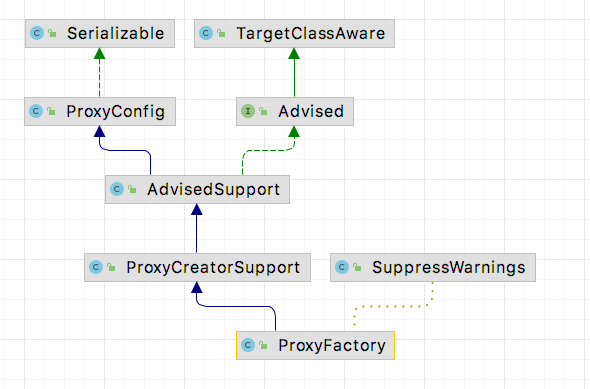 C Serializable
C TargetClassAware
C ProxyConfig
I Advised
C AdvisedSupport
C ProxyCreatorSupport
C SuppressWarnings
C ProxyFactory